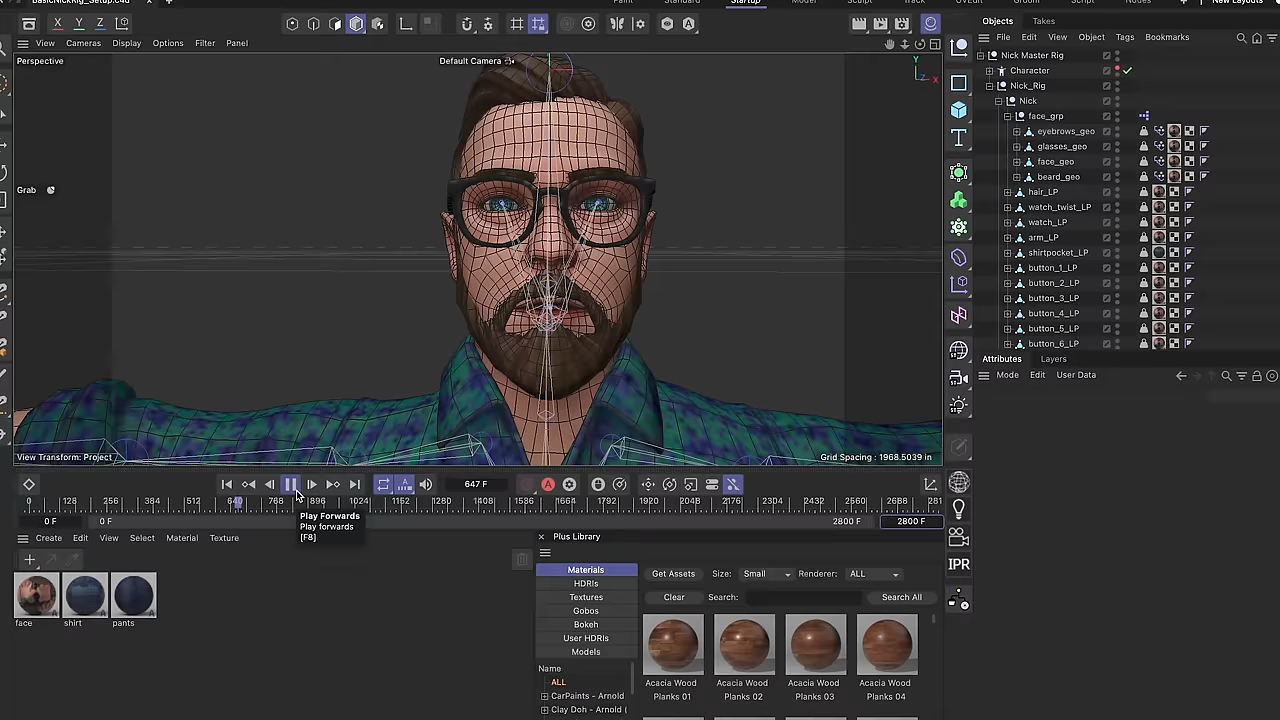 BasicNickRig_Setup.c4d
Startup
New Layouts
X Y Z
View Cameras Display Options Filter Panel
Perspective
Default Camera
Y
X
Z
Grab
View Transform: Project
Grid Spacing : 1968.5039 in
Objects Takes
File Edit View Object Tags Bookmarks
Nick Master Rig
Character
Nick_Rig
Nick
face_grp
eyebrows_geo
glasses_geo
face_geo
beard_geo
hair_LP
watch_twist_LP
watch_LP
arm_LP
shirtpocket_LP
button_1_LP
button_2_LP
button_3_LP
button_4_LP
button_5_LP
button_6_LP
Attributes Layers
Mode Edit User Data
647 F
0 128 256 384 512 640 768 896 1024 1152 1280 1408 1536 1664 1792 1920 2048 2176 2304 2432 2560 2688 281
0 F 0 F 2800 F 2800 F
Play Forwards
Play forwards
[F8]
Create Edit View Select Material Texture
face shirt pants
Plus Library
Materials
HDRIs
Textures
Gobos
Bokeh
User HDRIs
Models
Name
ALL
CarPaints - Arnold
Clay Doh - Arnold (
Get Assets Size: Small Renderer: ALL
Clear Search: Search All
Acacia Wood Planks 01
Acacia Wood Planks 02
Acacia Wood Planks 03
Acacia Wood Planks 04
IPR